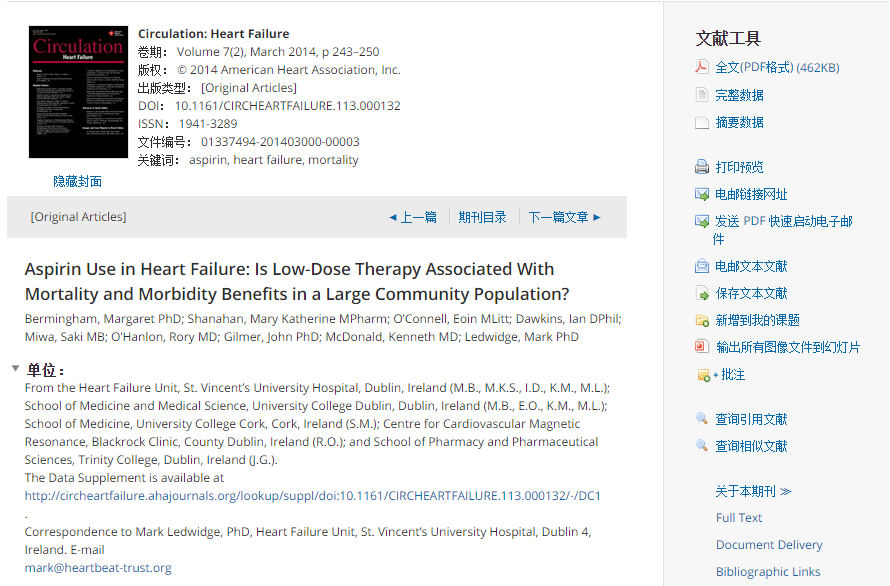 Circulation
Heart Failure
隐藏封面
Circulation: Heart Failure
卷期： Volume 7(2), March 2014, p 243–250
版权： © 2014 American Heart Association, Inc.
出版类型： [Original Articles]
DOI： 10.1161/CIRCHEARTFAILURE.113.000132
ISSN： 1941-3289
文件编号： 01337494-201403000-00003
关键词： aspirin, heart failure, mortality
[Original Articles]
◄上一篇 期刊目录 下一篇文章 ►
Aspirin Use in Heart Failure: Is Low-Dose Therapy Associated With
Mortality and Morbidity Benefits in a Large Community Population?
Bermingham, Margaret PhD; Shanahan, Mary Katherine MPharm; O’Connell, Eoin MLitt; Dawkins, Ian DPhil;
Miwa, Saki MB; O’Hanlon, Rory MD; Gilmer, John PhD; McDonald, Kenneth MD; Ledwidge, Mark PhD
▼ 单位：
From the Heart Failure Unit, St. Vincent’s University Hospital, Dublin, Ireland (M.B., M.K.S., I.D., K.M., M.L.);
School of Medicine and Medical Science, University College Dublin, Dublin, Ireland (M.B., E.O., K.M., M.L.);
School of Medicine, University College Cork, Cork, Ireland (S.M.); Centre for Cardiovascular Magnetic
Resonance, Blackrock Clinic, County Dublin, Ireland (R.O.); and School of Pharmacy and Pharmaceutical
Sciences, Trinity College, Dublin, Ireland (J.G.).
The Data Supplement is available at
http://circheartfailure.ahajournals.org/lookup/suppl/doi:10.1161/CIRCHEARTFAILURE.113.000132/-/DC1
.
Correspondence to Mark Ledwidge, PhD, Heart Failure Unit, St. Vincent’s University Hospital, Dublin 4,
Ireland. E-mail
mark@heartbeat-trust.org
文献工具
全文(PDF格式) (462KB)
完整数据
摘要数据
打印预览
电邮链接网址
发送 PDF 快速启动电子邮
件
电邮文本文献
保存文本文献
新增到我的课题
输出所有图像文件到幻灯片
+ 批注
查询引用文献
查询相似文献
关于本期刊 ≫
Full Text
Document Delivery
Bibliographic Links